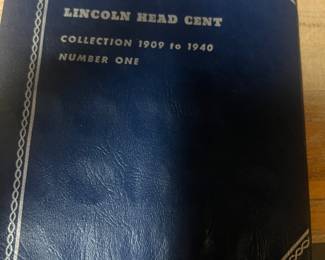 LINCOLN HEAD CENT
COLLECTION 1909 to 1940
NUMBER ONE